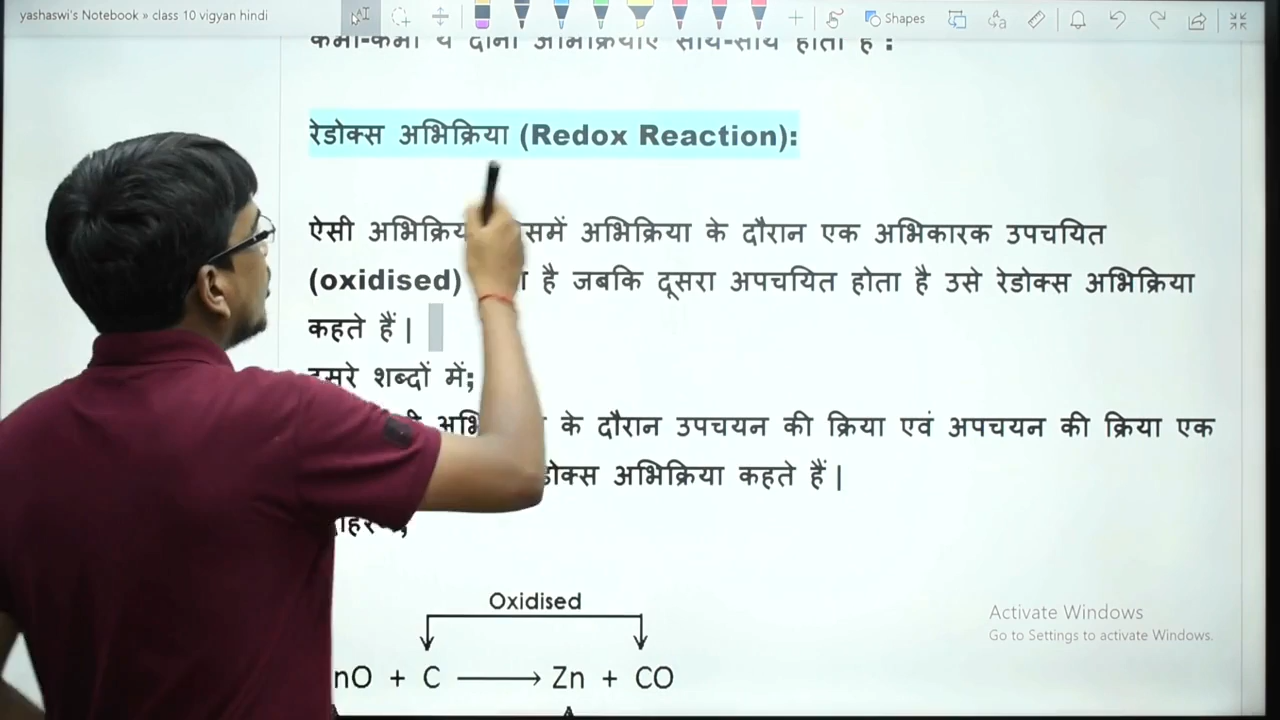 yashaswi's Notebook » class 10 vigyan hindi
Shapes
रेडोक्स अभिक्रिया (Redox Reaction):
ऐसी अभिक्रिय समें अभिक्रिया के दौरान एक अभिकारक उपचयित
(oxidised) है जबकि दूसरा अपचयित होता है उसे रेडोक्स अभिक्रिया
कहते हैं |
शब्दों में;
के दौरान उपचयन की क्रिया एवं अपचयन की क्रिया एक
डोक्स अभिक्रिया कहते हैं |
Oxidised
nO + C ⟶ Zn + CO
Activate Windows
Go to Settings to activate Windows.